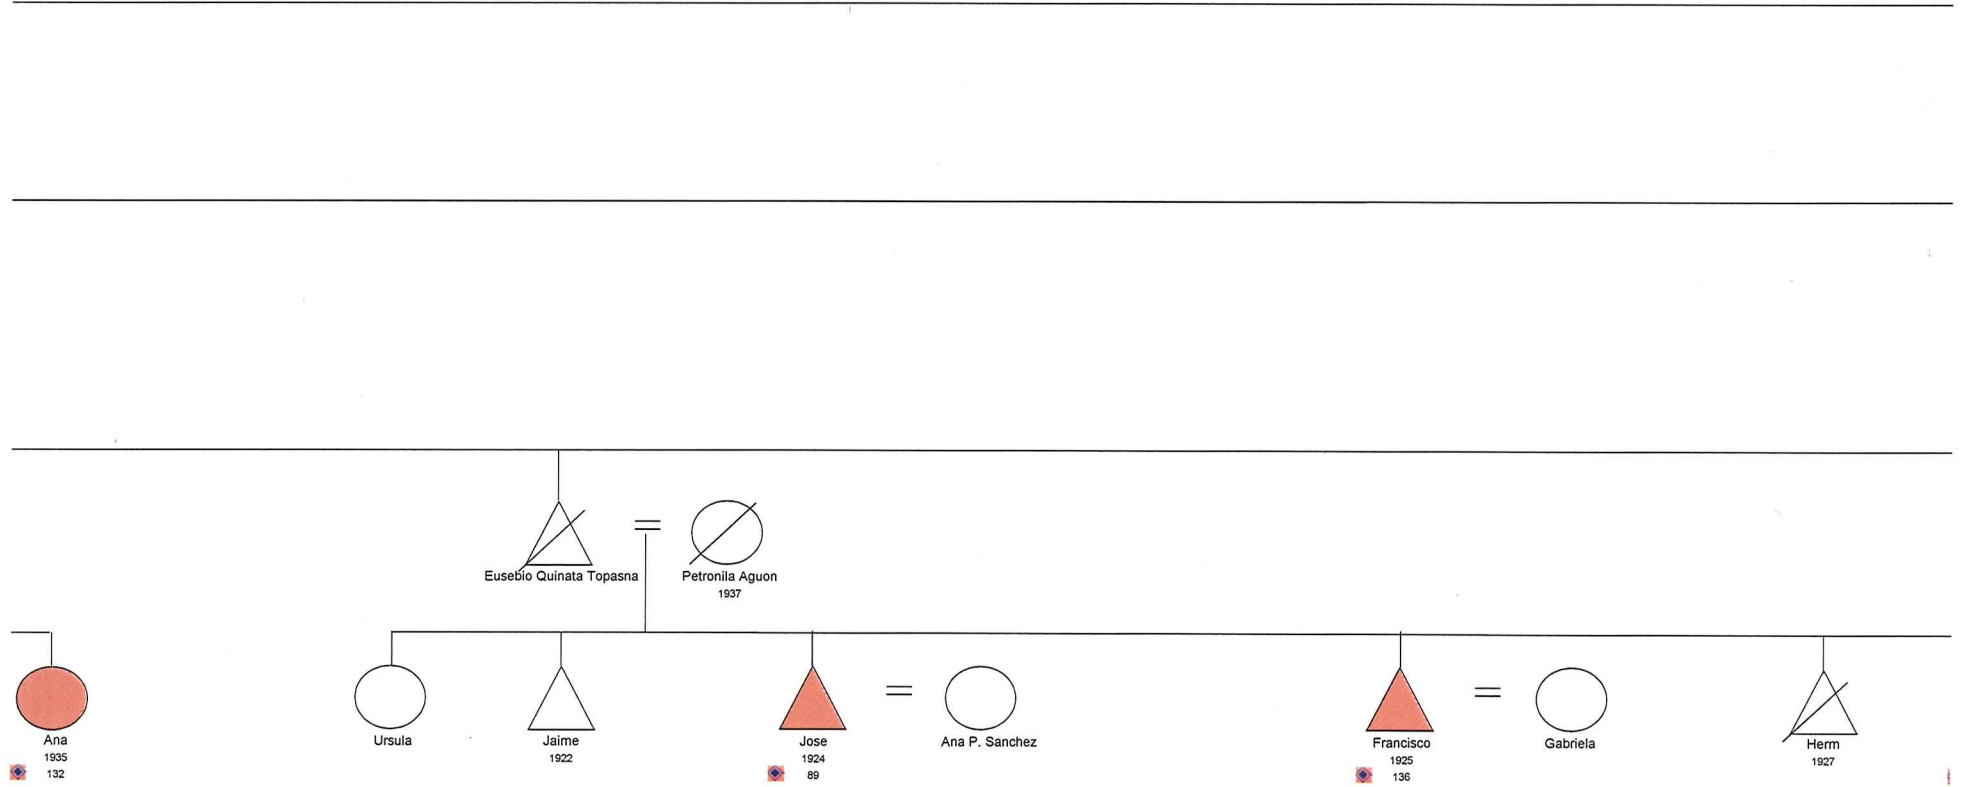 Eusebio Quinata Topasna
Petronila Aguon
1937
Ana
1935
132
Ursula
Jaime
1922
Jose
1924
89
Ana P. Sanchez
Francisco
1925
136
Gabriela
Herm
1927